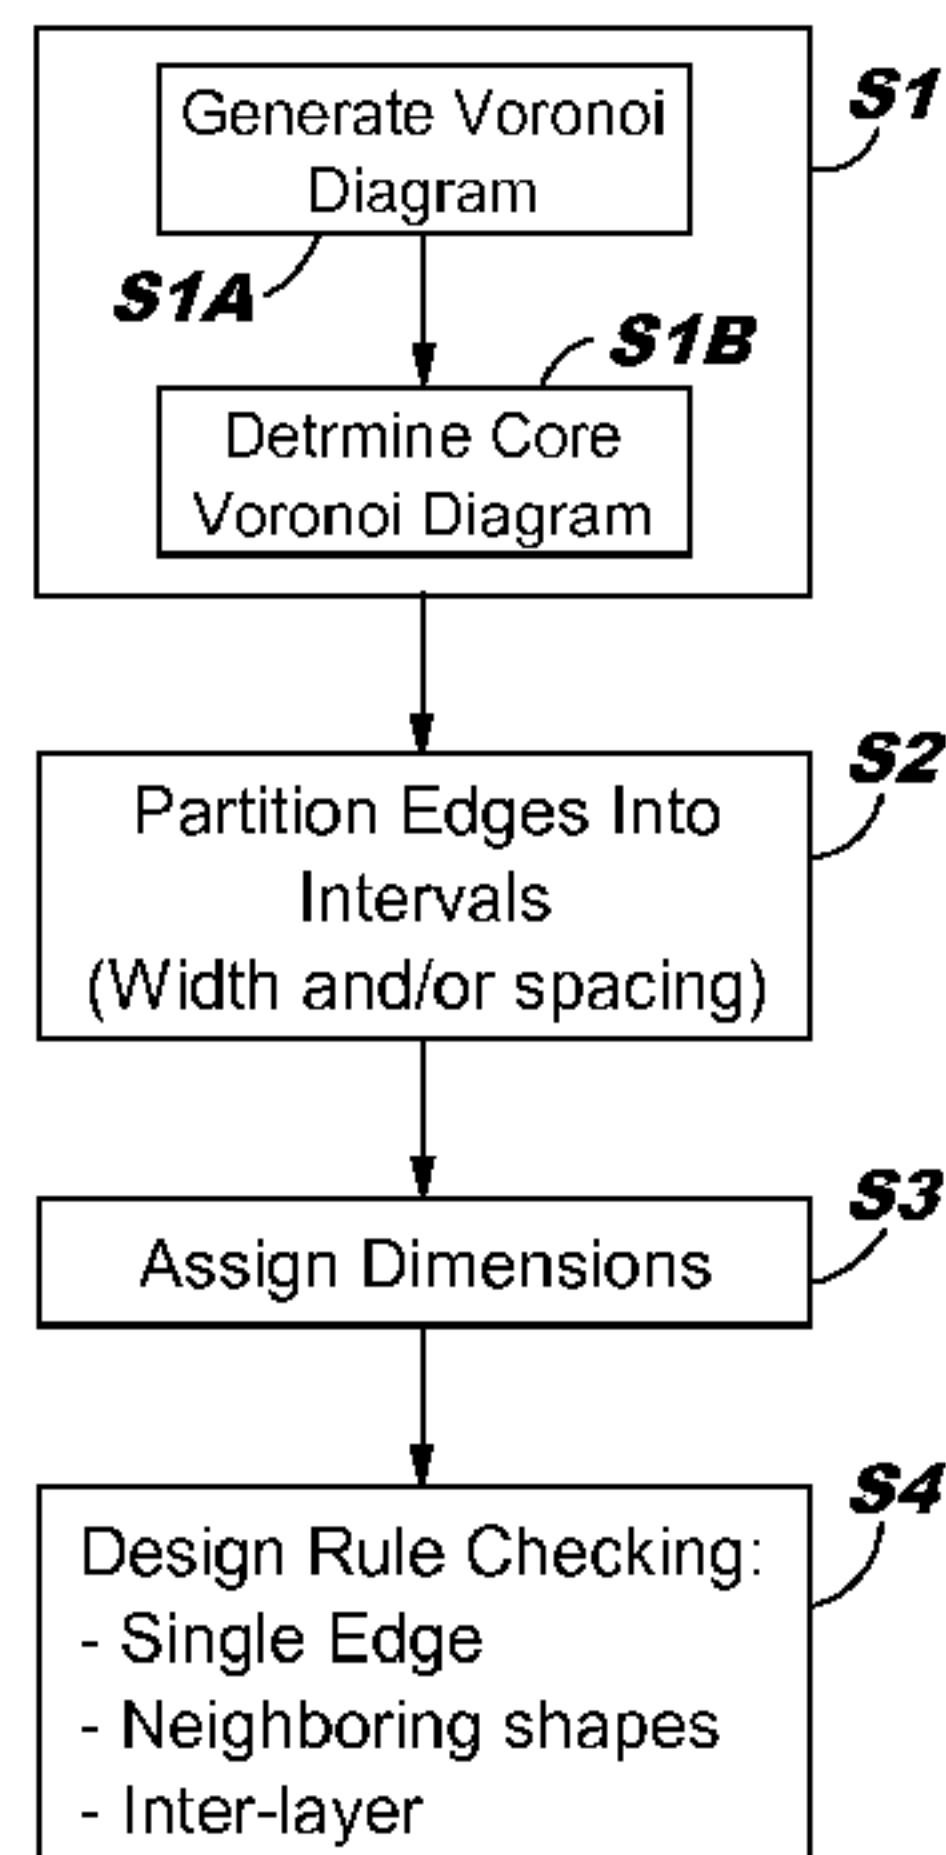 Generate Voronoi
Diagram
S1
S1A
S1B
Detrmine Core
Voronoi Diagram
Partition Edges Into
Intervals
(Width and/or spacing)
S2
Assign Dimensions
S3
Design Rule Checking:
- Single Edge
- Neighboring shapes
- Inter-layer
S4